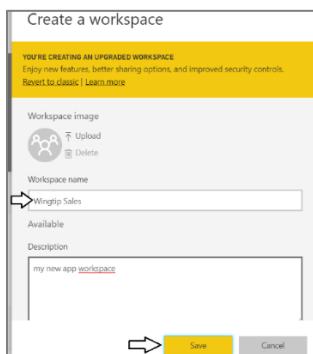 Create a workspace
YOU'RE CREATING AN UPGRADED WORKSPACE
Enjoy new features, better sharing options, and improved security controls.
Revert to classic | Learn more
Workspace image
Upload
Delete
Workspace name
Wingtip Sales
Available
Description
my new app workspace
Save Cancel